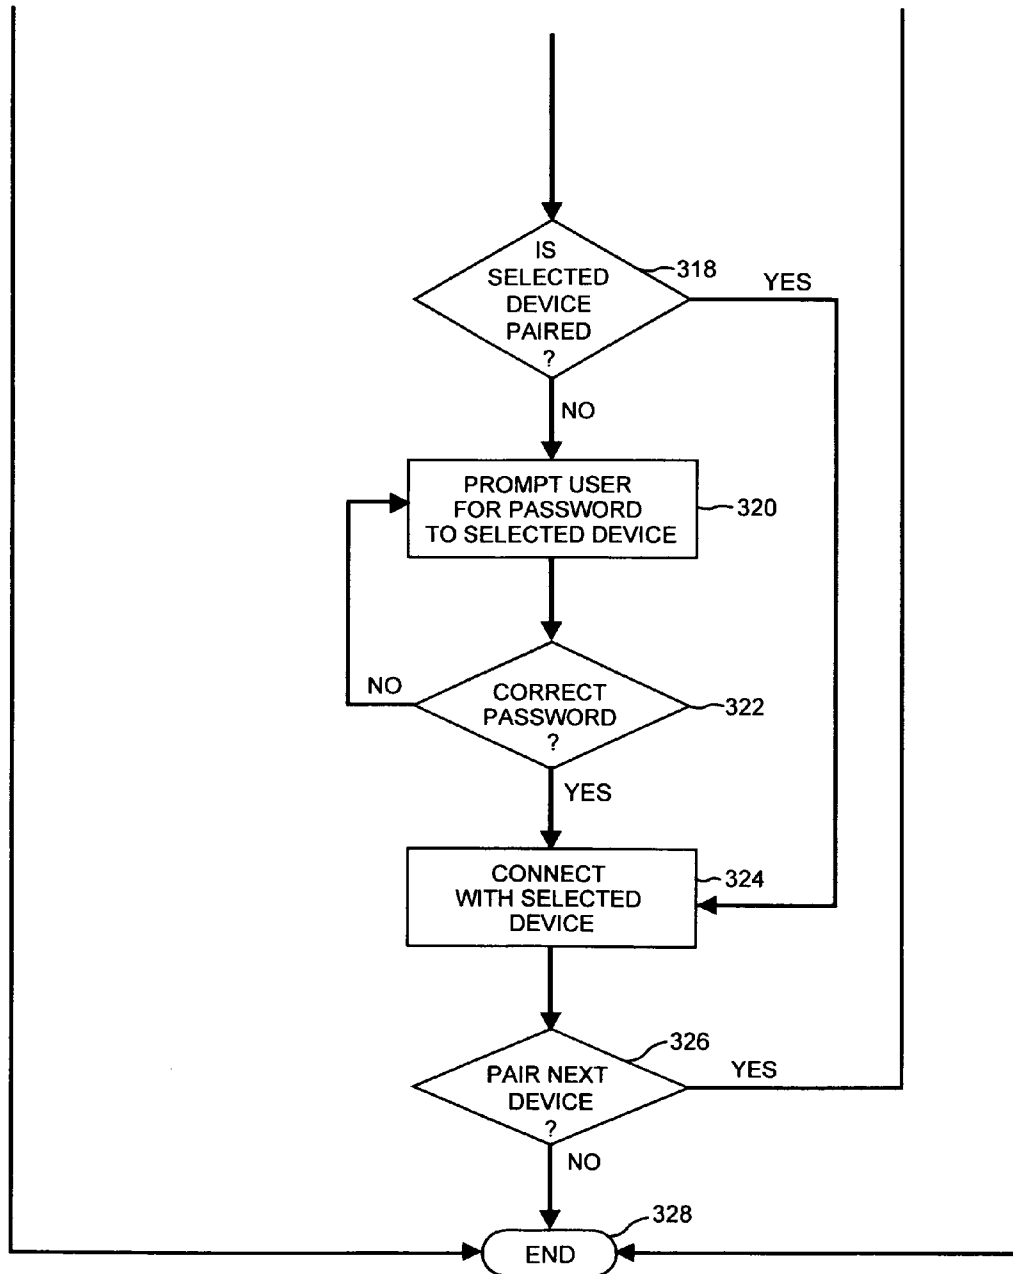 IS
SELECTED
DEVICE
PAIRED
?
318
YES
NO
PROMPT USER
FOR PASSWORD
TO SELECTED DEVICE
320
NO
CORRECT
PASSWORD
?
322
YES
CONNECT
WITH SELECTED
DEVICE
324
326
PAIR NEXT
DEVICE
?
YES
NO
328
END